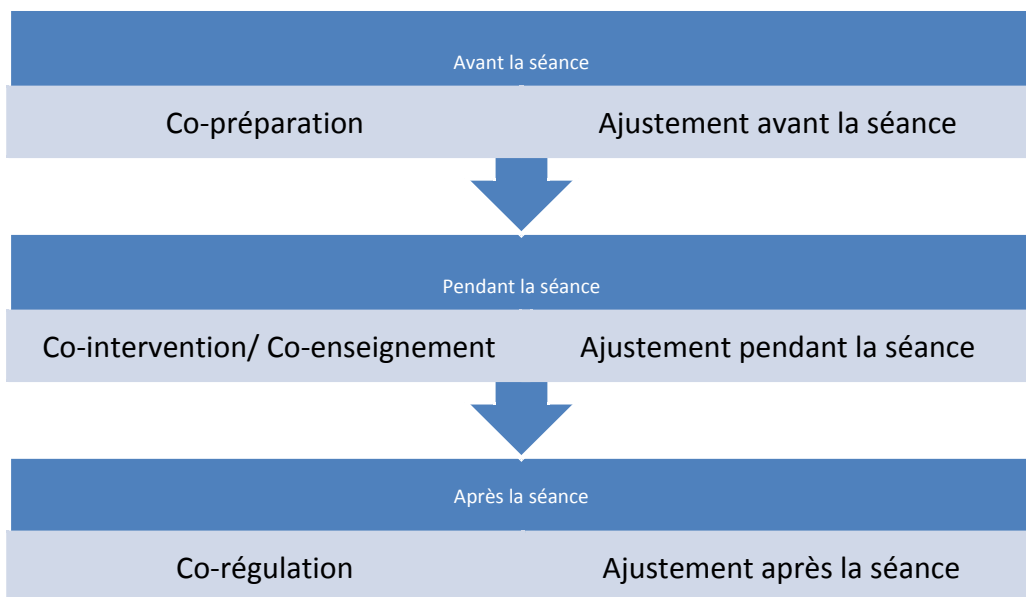 Avant la séance
Co-préparation
Ajustement avant la séance
Pendant la séance
Co-intervention/ Co-enseignement
Ajustement pendant la séance
Après la séance
Co-régulation
Ajustement après la séance